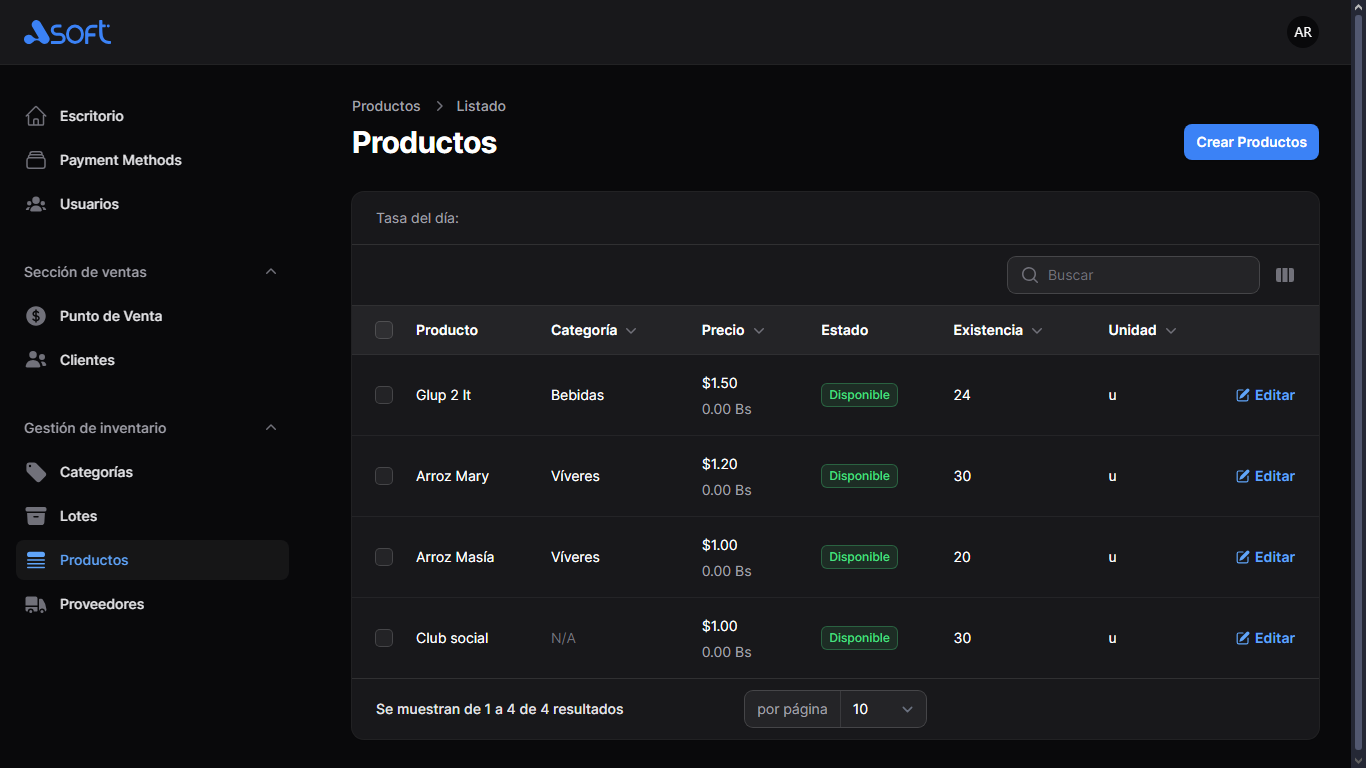 Asoft
AR
Escritorio
Payment Methods
Usuarios
Sección de ventas
Punto de Venta
Clientes
Gestión de inventario
Categorías
Lotes
Productos
Proveedores
Productos > Listado
Productos
Crear Productos
Tasa del día:
Buscar
Producto Categoría Precio Estado Existencia Unidad
Glup 2 lt Bebidas $1.50 Disponible 24 u Editar
0.00 Bs
Arroz Mary Víveres $1.20 Disponible 30 u Editar
0.00 Bs
Arroz Masía Víveres $1.00 Disponible 20 u Editar
0.00 Bs
Club social N/A $1.00 Disponible 30 u Editar
0.00 Bs
Se muestran de 1 a 4 de 4 resultados
por página 10